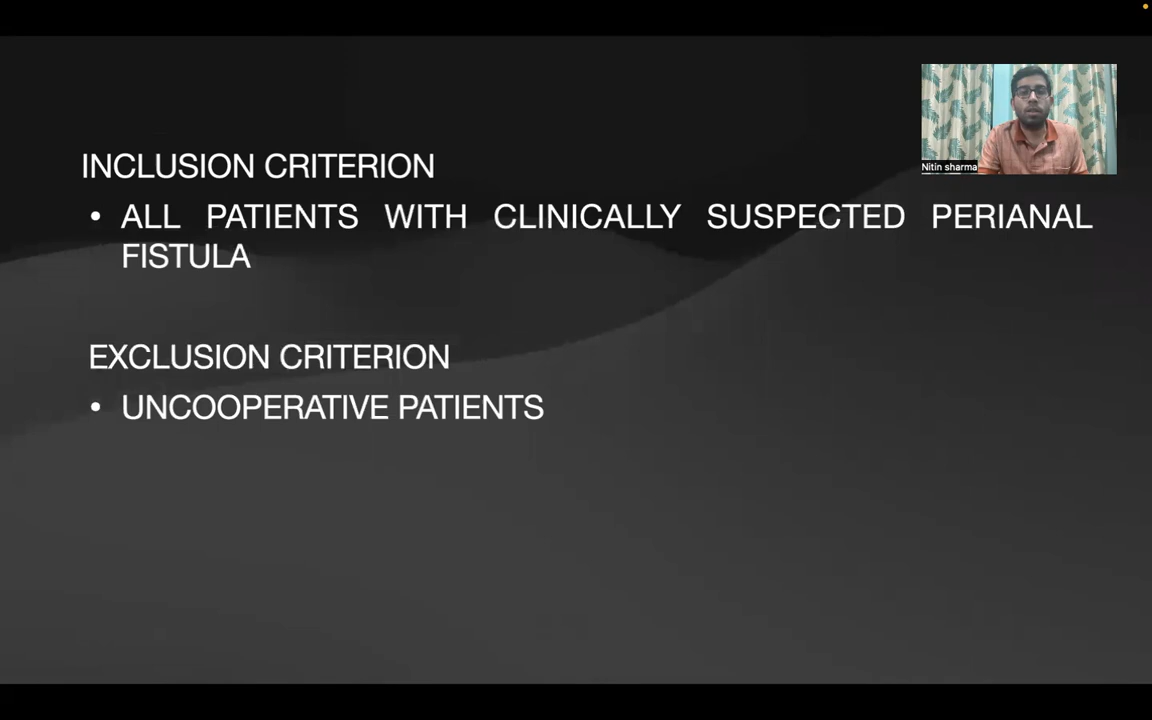 INCLUSION CRITERION
• ALL PATIENTS WITH CLINICALLY SUSPECTED PERIANAL
FISTULA
EXCLUSION CRITERION
• UNCOOPERATIVE PATIENTS
Nitin sharma